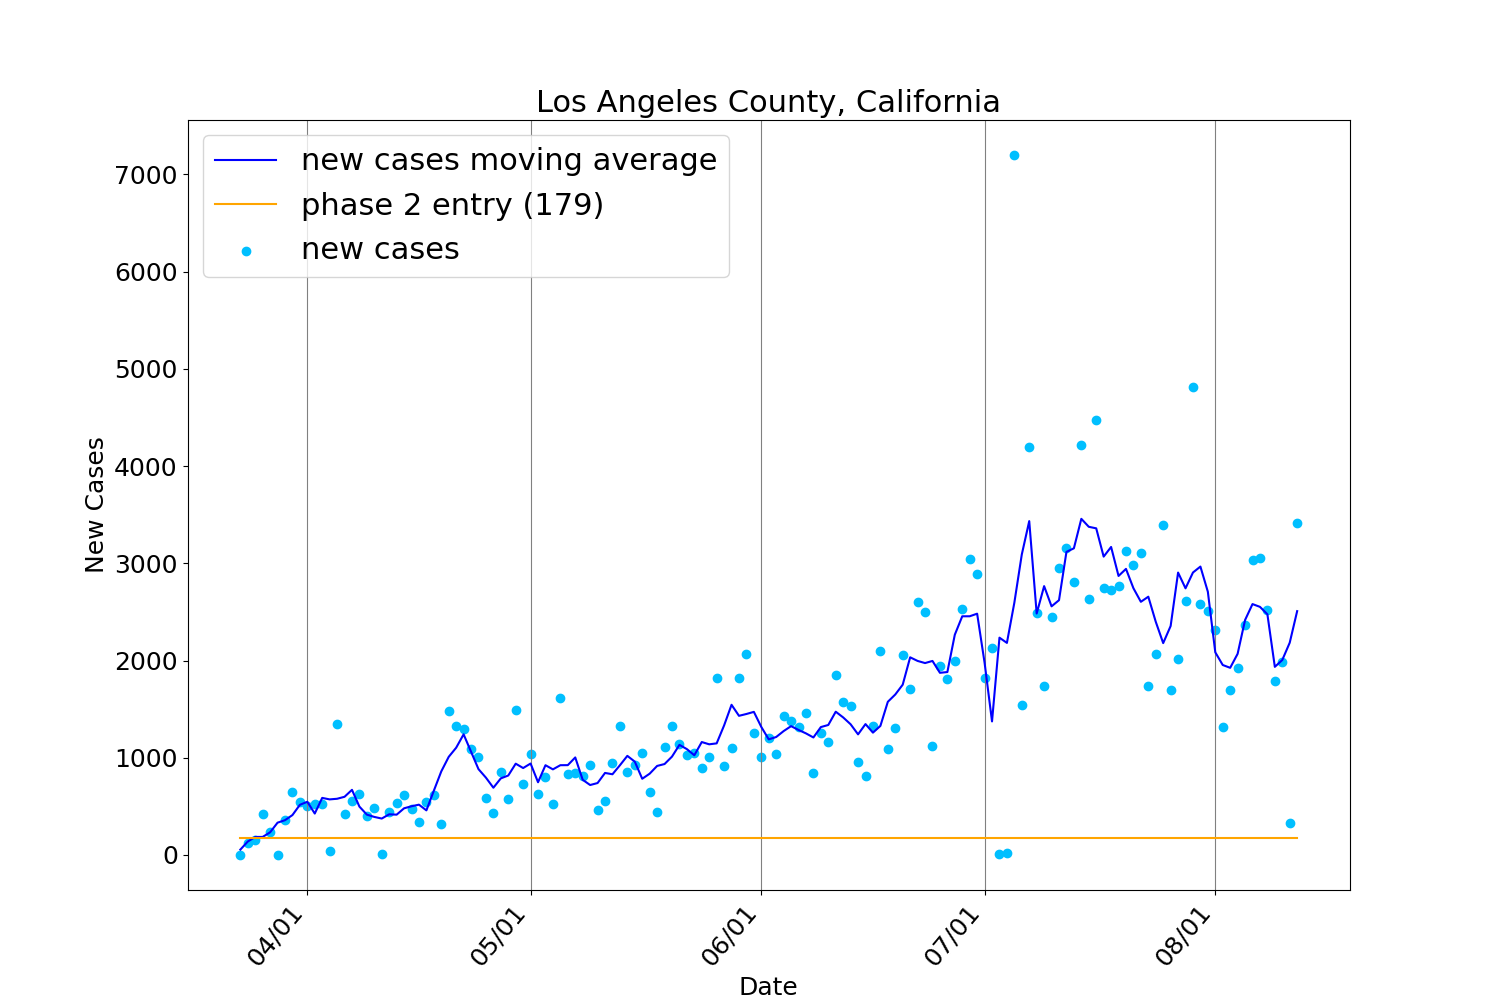 Los Angeles County, California
new cases moving average
phase 2 entry (179)
new cases
New Cases
7000
6000
5000
4000
3000
2000
1000
0
04/01
05/01
06/01
07/01
08/01
Date